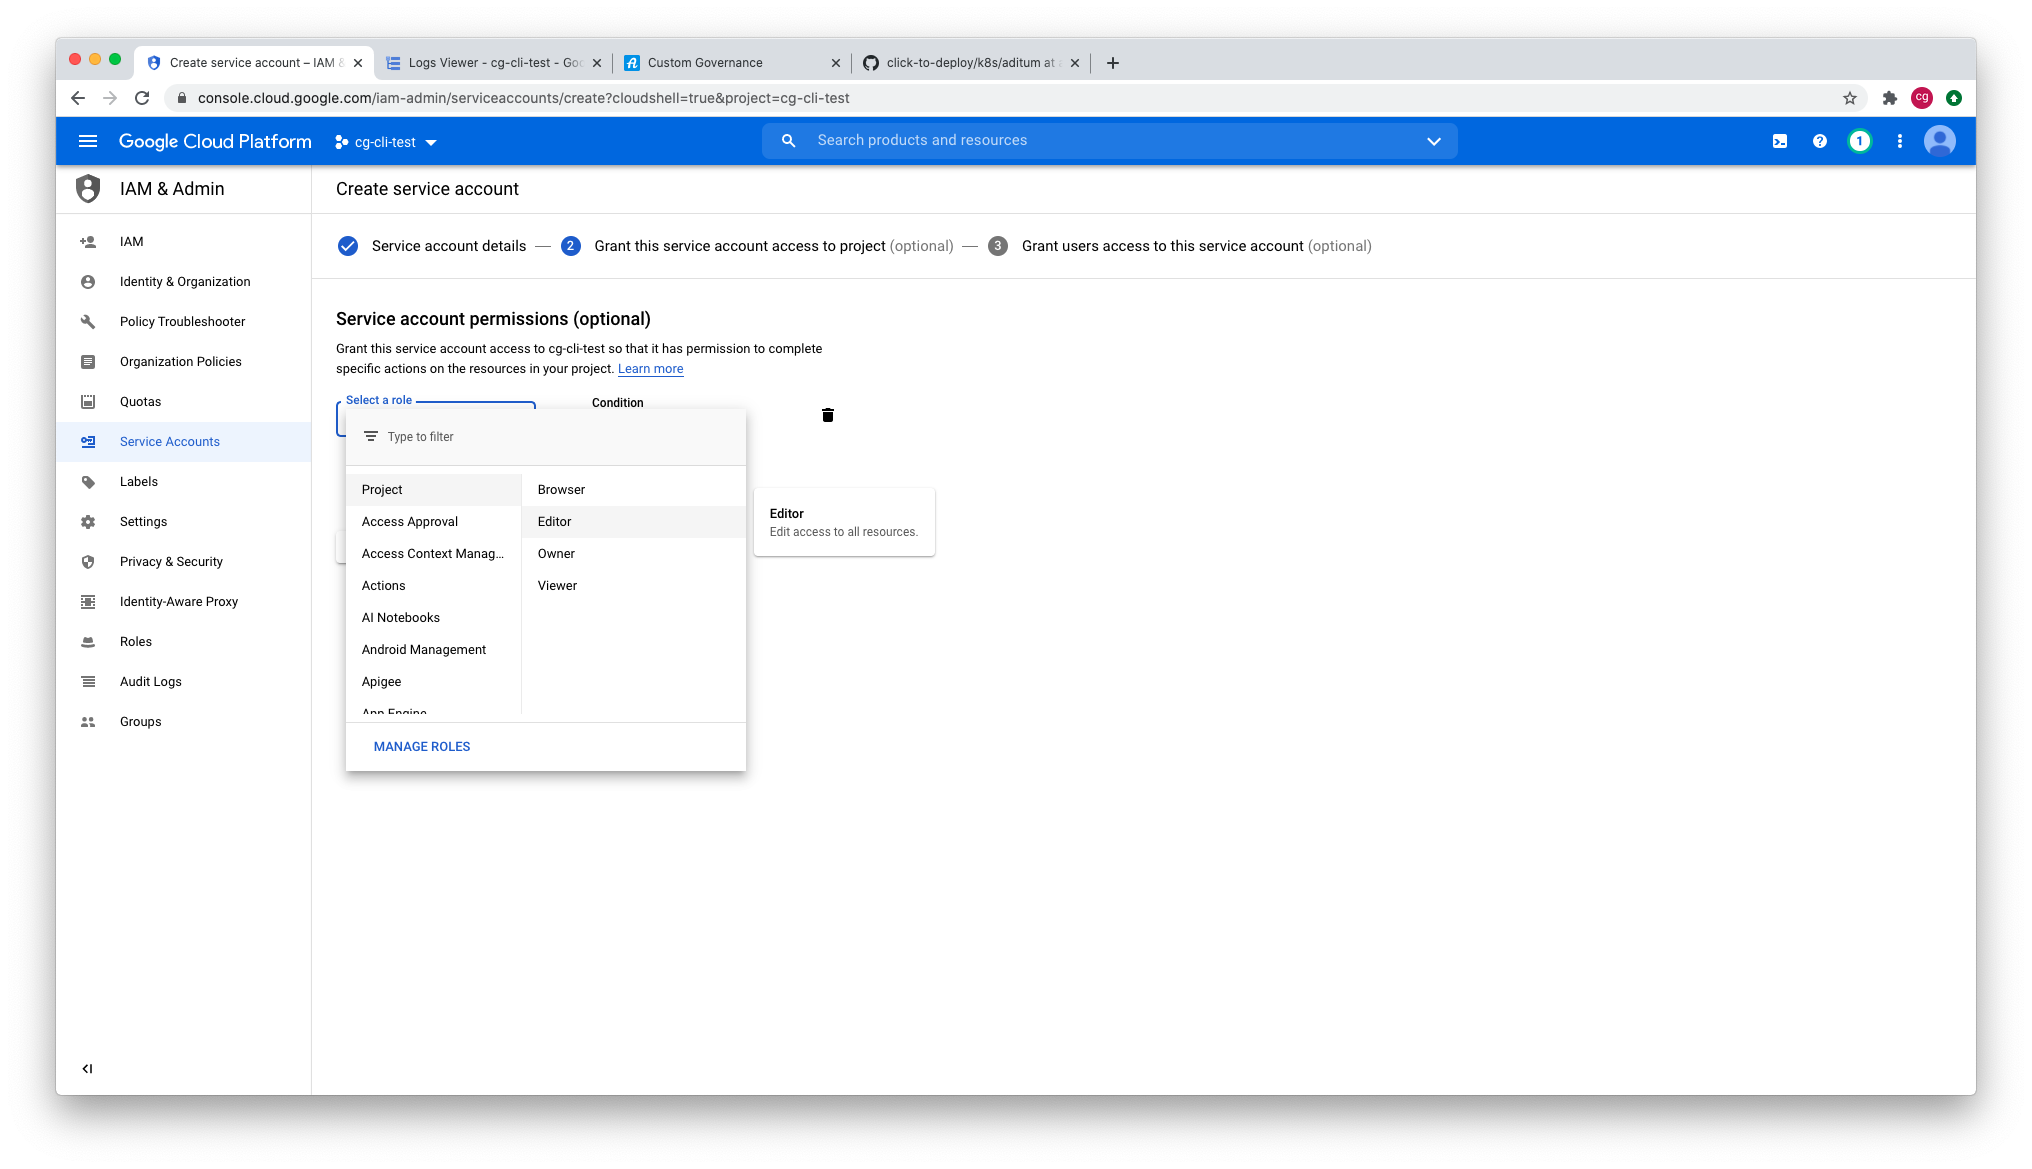 Create service account – IAM &
Logs Viewer - cg-cli-test - Goo
Custom Governance
click-to-deploy/k8s/aditum at
console.cloud.google.com/iam-admin/serviceaccounts/create?cloudshell=true&project=cg-cli-test
cg
Google Cloud Platform
cg-cli-test
Search products and resources
1
IAM & Admin
Create service account
Service account details
2 Grant this service account access to project (optional)
3 Grant users access to this service account (optional)
IAM
Identity & Organization
Policy Troubleshooter
Organization Policies
Quotas
Service Accounts
Labels
Settings
Privacy & Security
Identity-Aware Proxy
Roles
Audit Logs
Groups
Service account permissions (optional)
Grant this service account access to cg-cli-test so that it has permission to complete
specific actions on the resources in your project. Learn more
Select a role
Condition
Type to filter
Project
Access Approval
Access Context Manag...
Actions
AI Notebooks
Android Management
Apigee
App Engine
Browser
Editor
Owner
Viewer
Editor
Edit access to all resources.
MANAGE ROLES